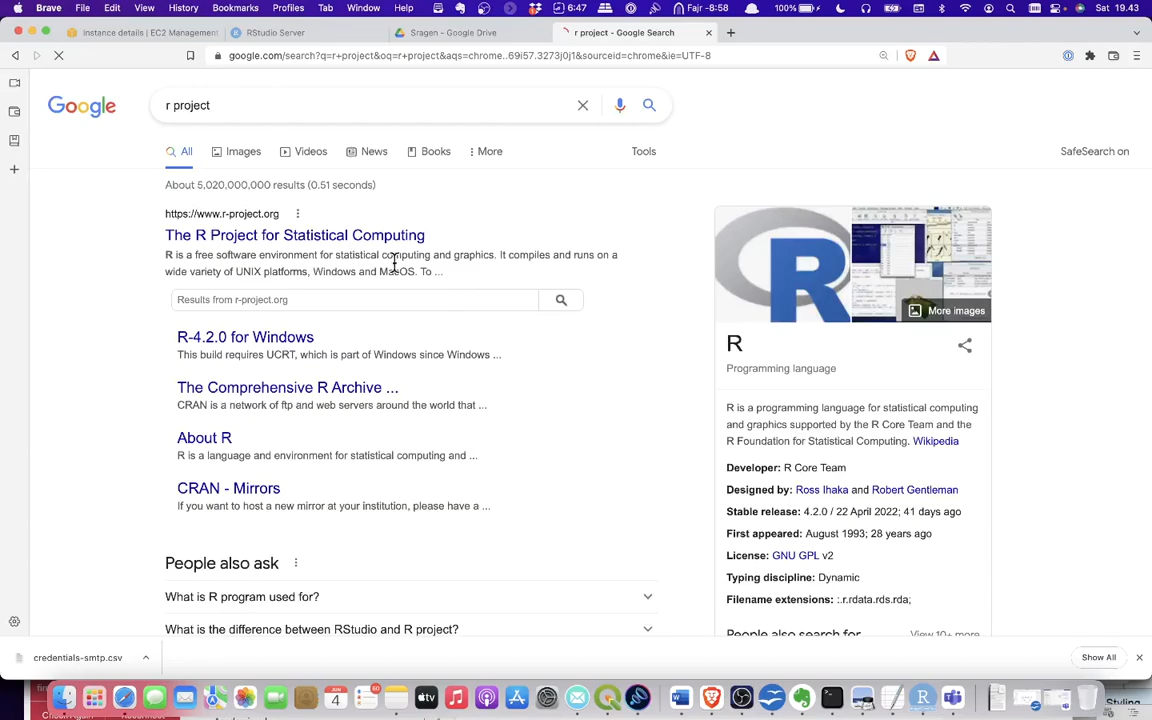 Brave File Edit View History Bookmarks Profiles Tab Window Help 6:47 Fajr -8:58 100% Sat 19.43
Instance details | EC2 Management
RStudio Server
Sragen - Google Drive
r project - Google Search
google.com/search?q=r+project&oq=r+project&aqs=chrome..69i57.3273j0j1&sourceid=chrome&ie=UTF-8
Google
r project
All Images Videos News Books More Tools SafeSearch on
About 5,020,000,000 results (0.51 seconds)
https://www.r-project.org
The R Project for Statistical Computing
R is a free software environment for statistical computing and graphics. It compiles and runs on a
wide variety of UNIX platforms, Windows and MacOS. To ...
Results from r-project.org
R-4.2.0 for Windows
This build requires UCRT, which is part of Windows since Windows ...
The Comprehensive R Archive ...
CRAN is a network of ftp and web servers around the world that ...
About R
R is a language and environment for statistical computing and ...
CRAN - Mirrors
If you want to host a new mirror at your institution, please have a ...
People also ask
What is R program used for?
What is the difference between RStudio and R project?
R
More images
R
Programming language
R is a programming language for statistical computing
and graphics supported by the R Core Team and the
R Foundation for Statistical Computing. Wikipedia
Developer: R Core Team
Designed by: Ross Ihaka and Robert Gentleman
Stable release: 4.2.0 / 22 April 2022; 41 days ago
First appeared: August 1993; 28 years ago
License: GNU GPL v2
Typing discipline: Dynamic
Filename extensions: :.r.rdata.rds.rda;
People also search for View 10+ more
credentials-smtp.csv
Show All
JUN
4
60
tv
R
Styling